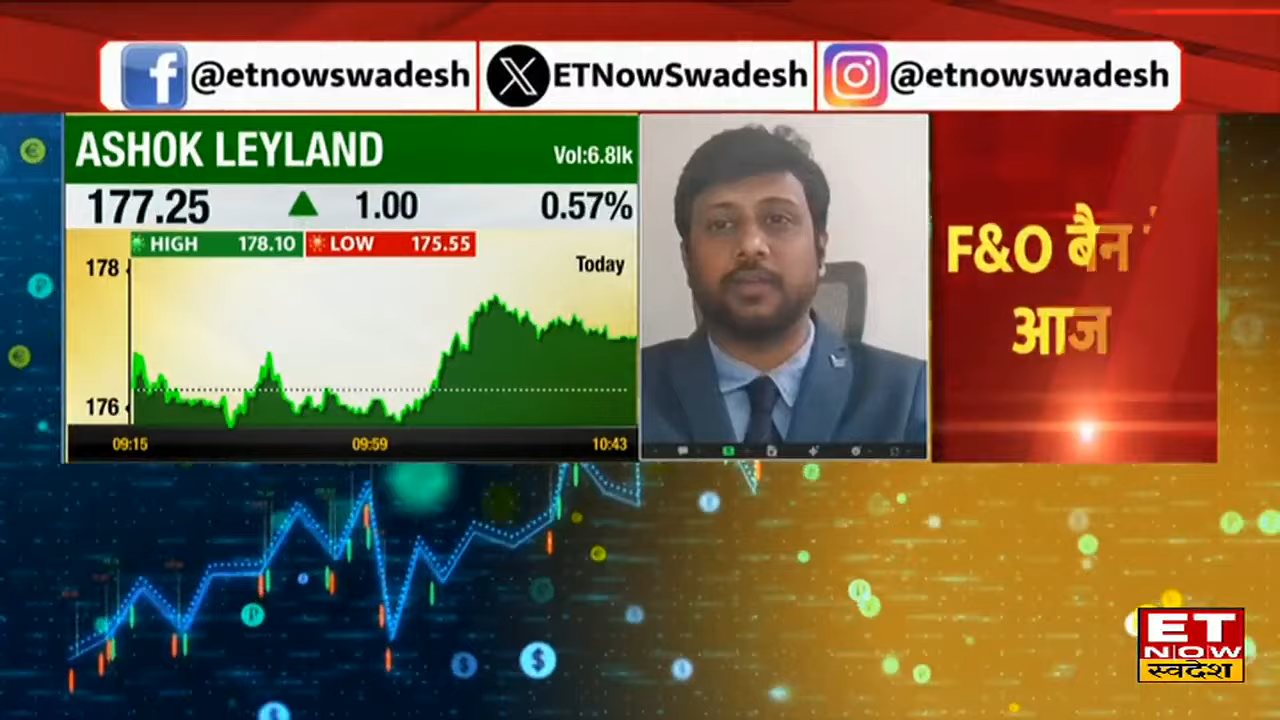 @etnowswadesh
ETNowSwadesh
@etnowswadesh
ASHOK LEYLAND
Vol:6.8lk
177.25 ▲ 1.00 0.57%
HIGH 178.10 LOW 175.55
Today
178
176
09:15 09:59 10:43
F&O बैन
आज
ET
NOW
स्वदेश